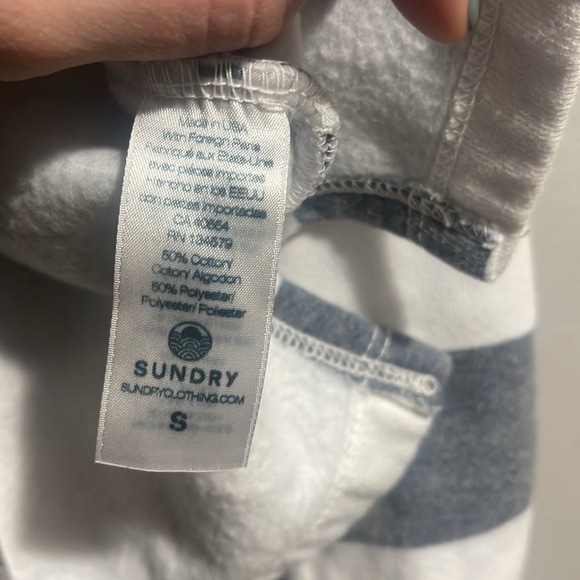 Made in USA
With Foreign Parts
Fabriqué aux États-Unis
avec pièces importées
Hecho en los EEUU
con piezas importadas
CA 40554
RN 134579
50% Cotton/
Coton/ Algodon
50% Polyester/
Polyester/ Poliester
SUNDRY
SUNDRYCLOTHING.COM
S